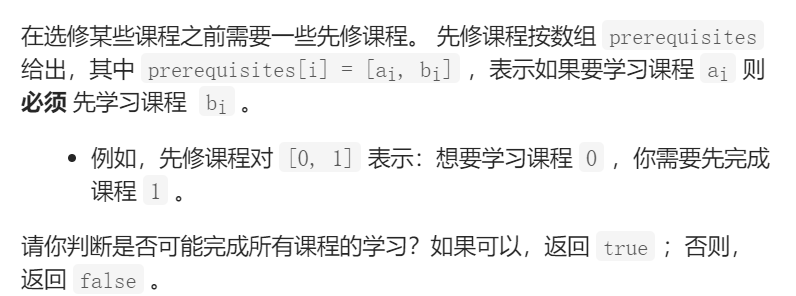 在选修某些课程之前需要一些先修课程。 先修课程按数组 prerequisites
给出，其中 prerequisites[i] = [ai, bi] ，表示如果要学习课程 ai 则
必须 先学习课程 bi 。
• 例如，先修课程对 [0, 1] 表示：想要学习课程 0 ，你需要先完成
课程 1 。
请你判断是否可能完成所有课程的学习？如果可以，返回 true ；否则，
返回 false 。